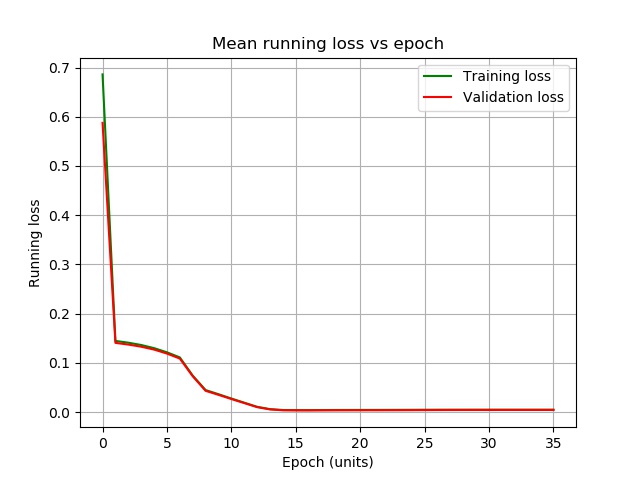 Mean running loss vs epoch
Training loss
Validation loss
Running loss
0.7
0.6
0.5
0.4
0.3
0.2
0.1
0.0
0 5 10 15 20 25 30 35
Epoch (units)